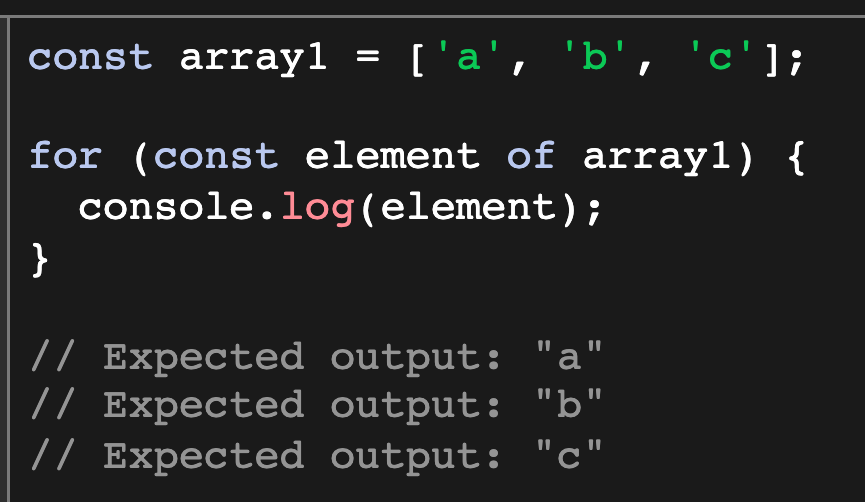 const array1 = ['a', 'b', 'c'];
for (const element of array1) {
  console.log(element);
}
// Expected output: "a"
// Expected output: "b"
// Expected output: "c"